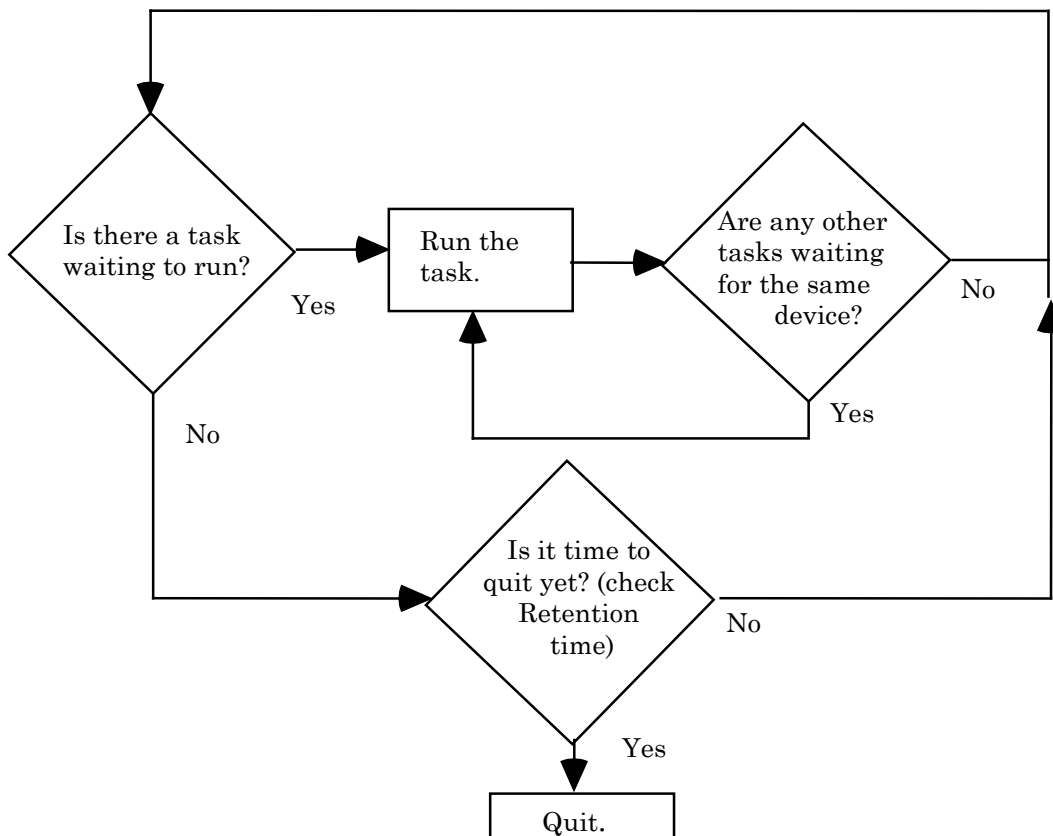 Is there a task
waiting to run?
Yes
Run the
task.
Are any other
tasks waiting
for the same
device?
No
Yes
No
Is it time to
quit yet? (check
Retention
time)
No
Yes
Quit.